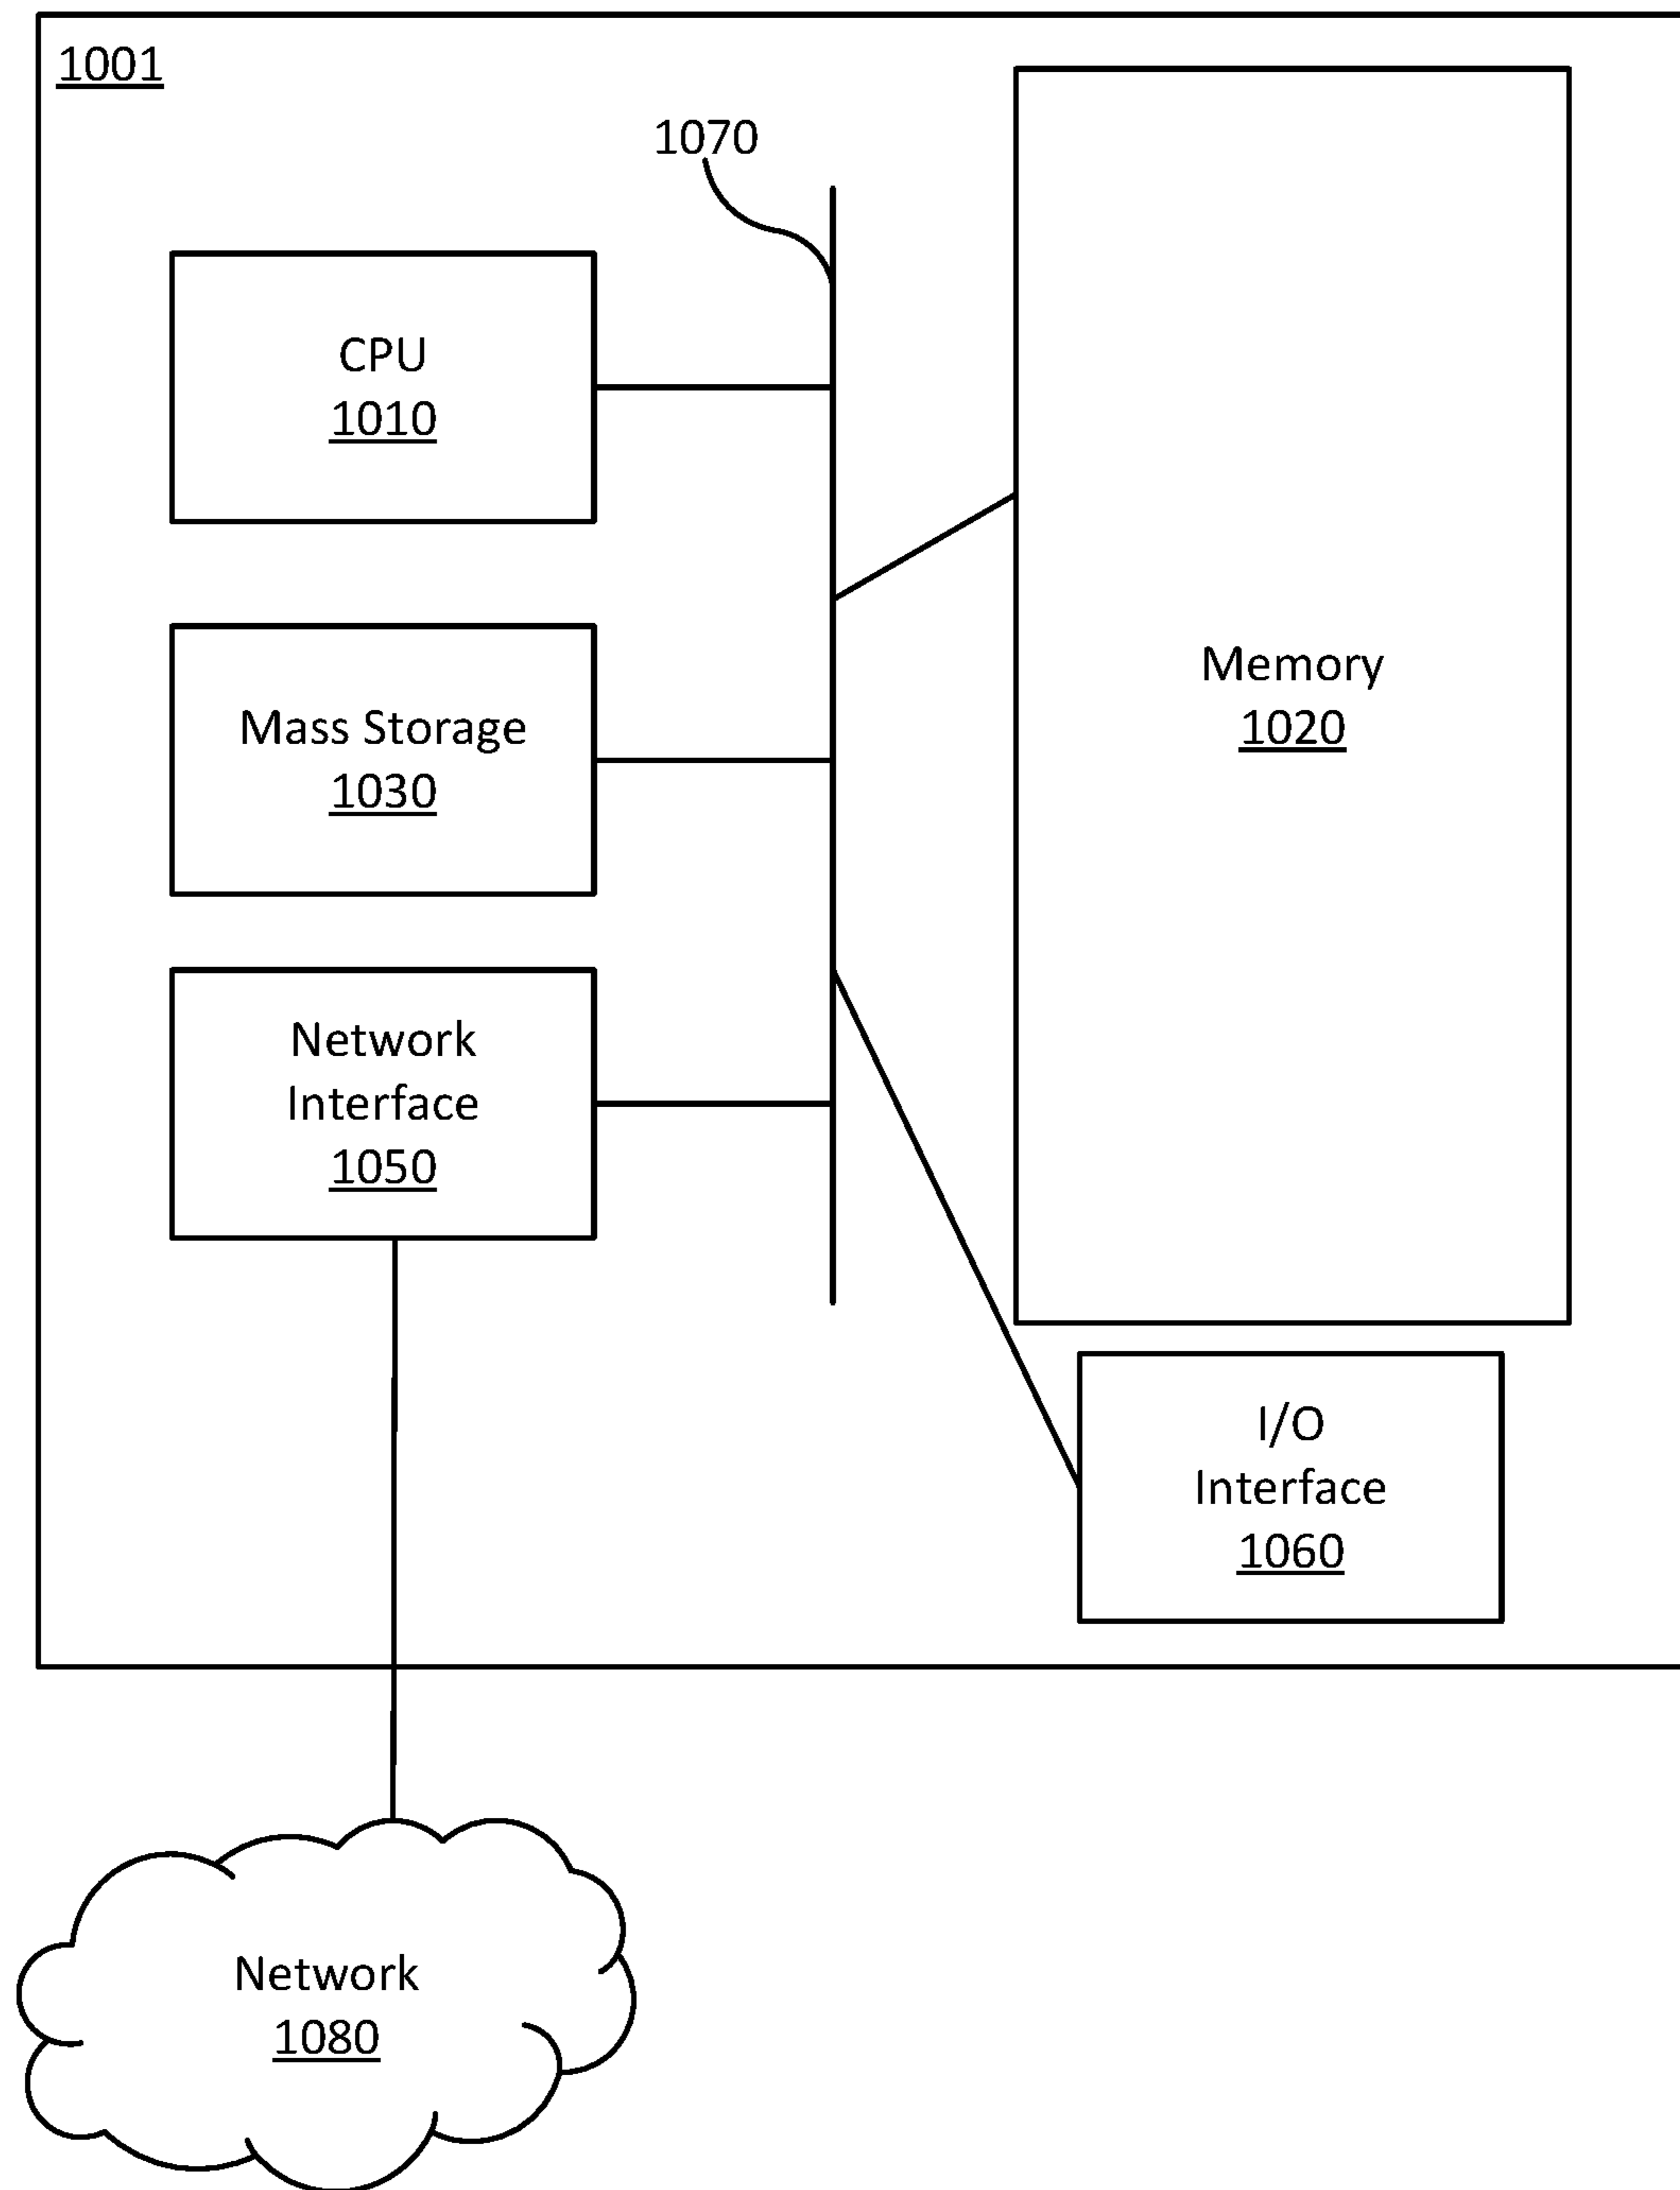 1001
1070
CPU
1010
Memory
1020
Mass Storage
1030
Network
Interface
1050
I/O
Interface
1060
Network
1080